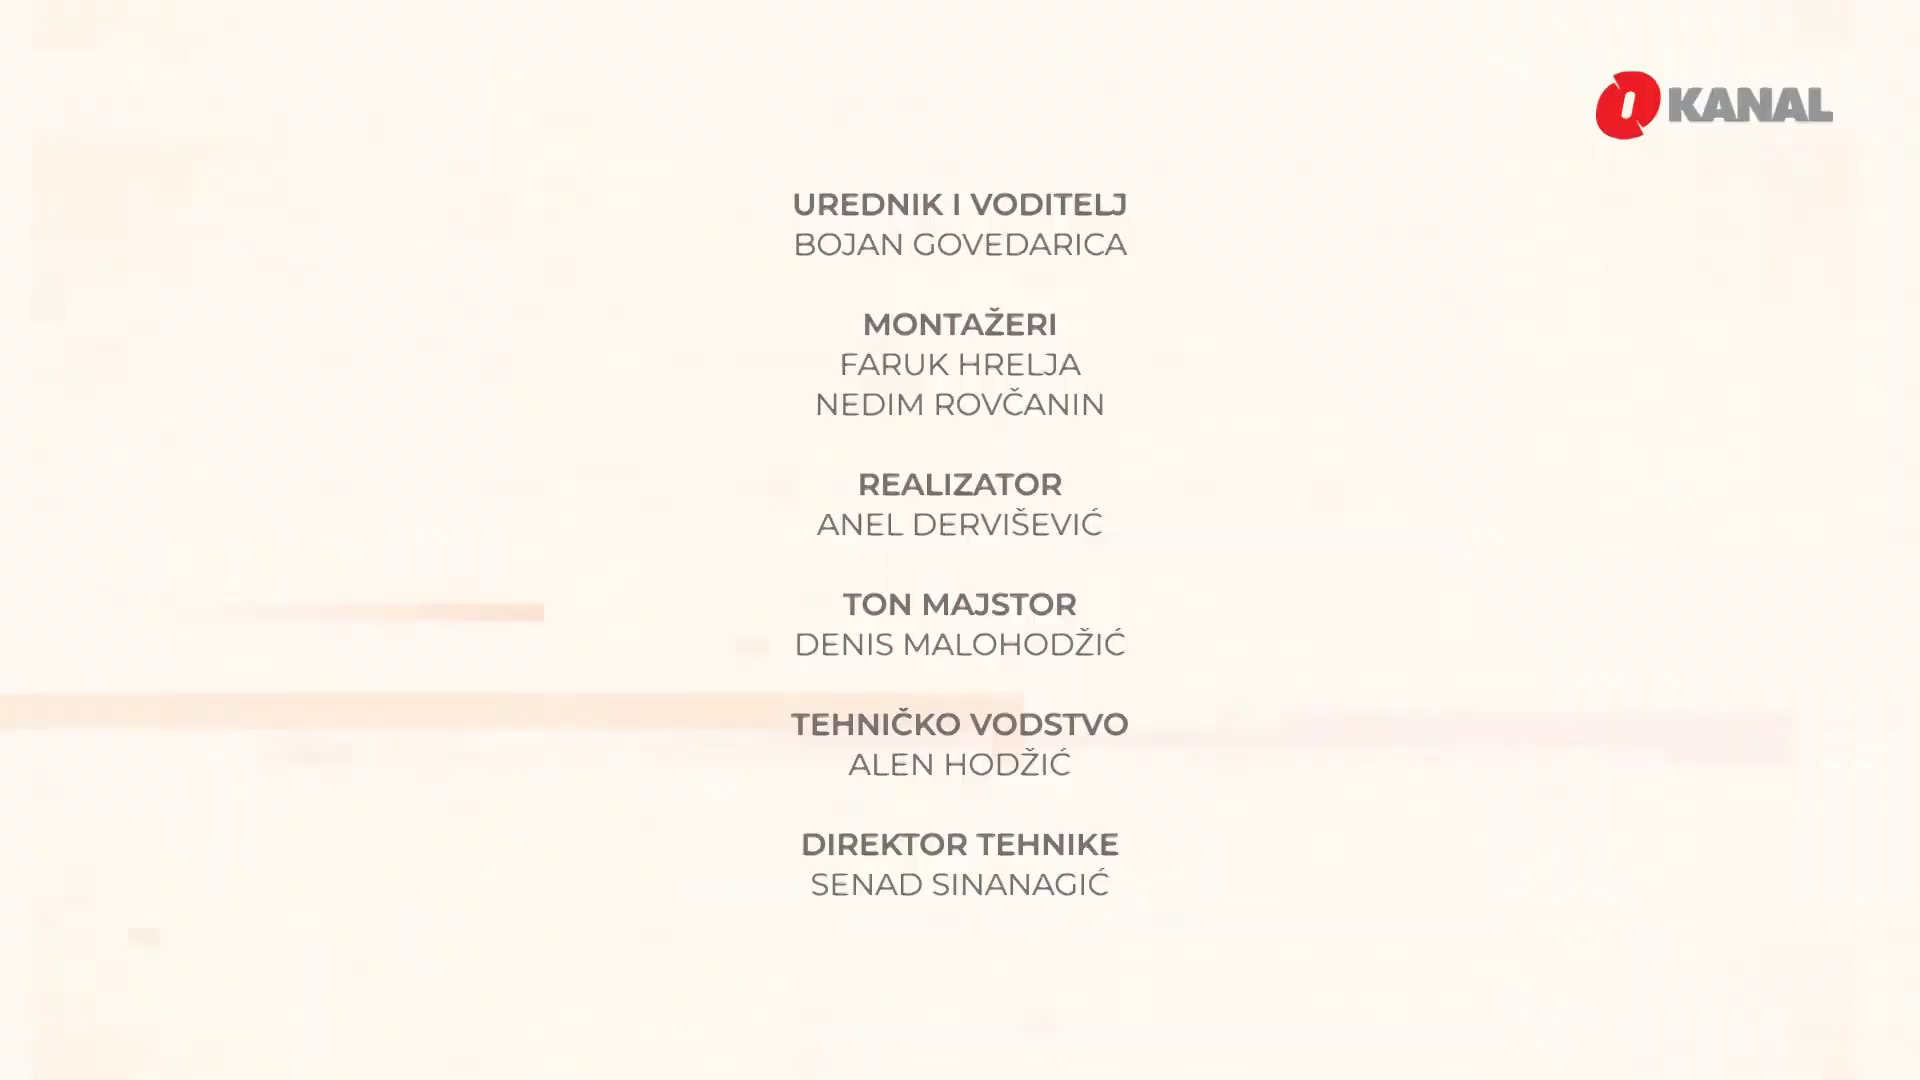 O KANAL
UREDNIK I VODITELJ
BOJAN GOVEDARICA
MONTAŽERI
FARUK HRELJA
NEDIM ROVČANIN
REALIZATOR
ANEL DERVIŠEVIĆ
TON MAJSTOR
DENIS MALOHODŽIĆ
TEHNIČKO VODSTVO
ALEN HODŽIĆ
DIREKTOR TEHNIKE
SENAD SINANAGIĆ